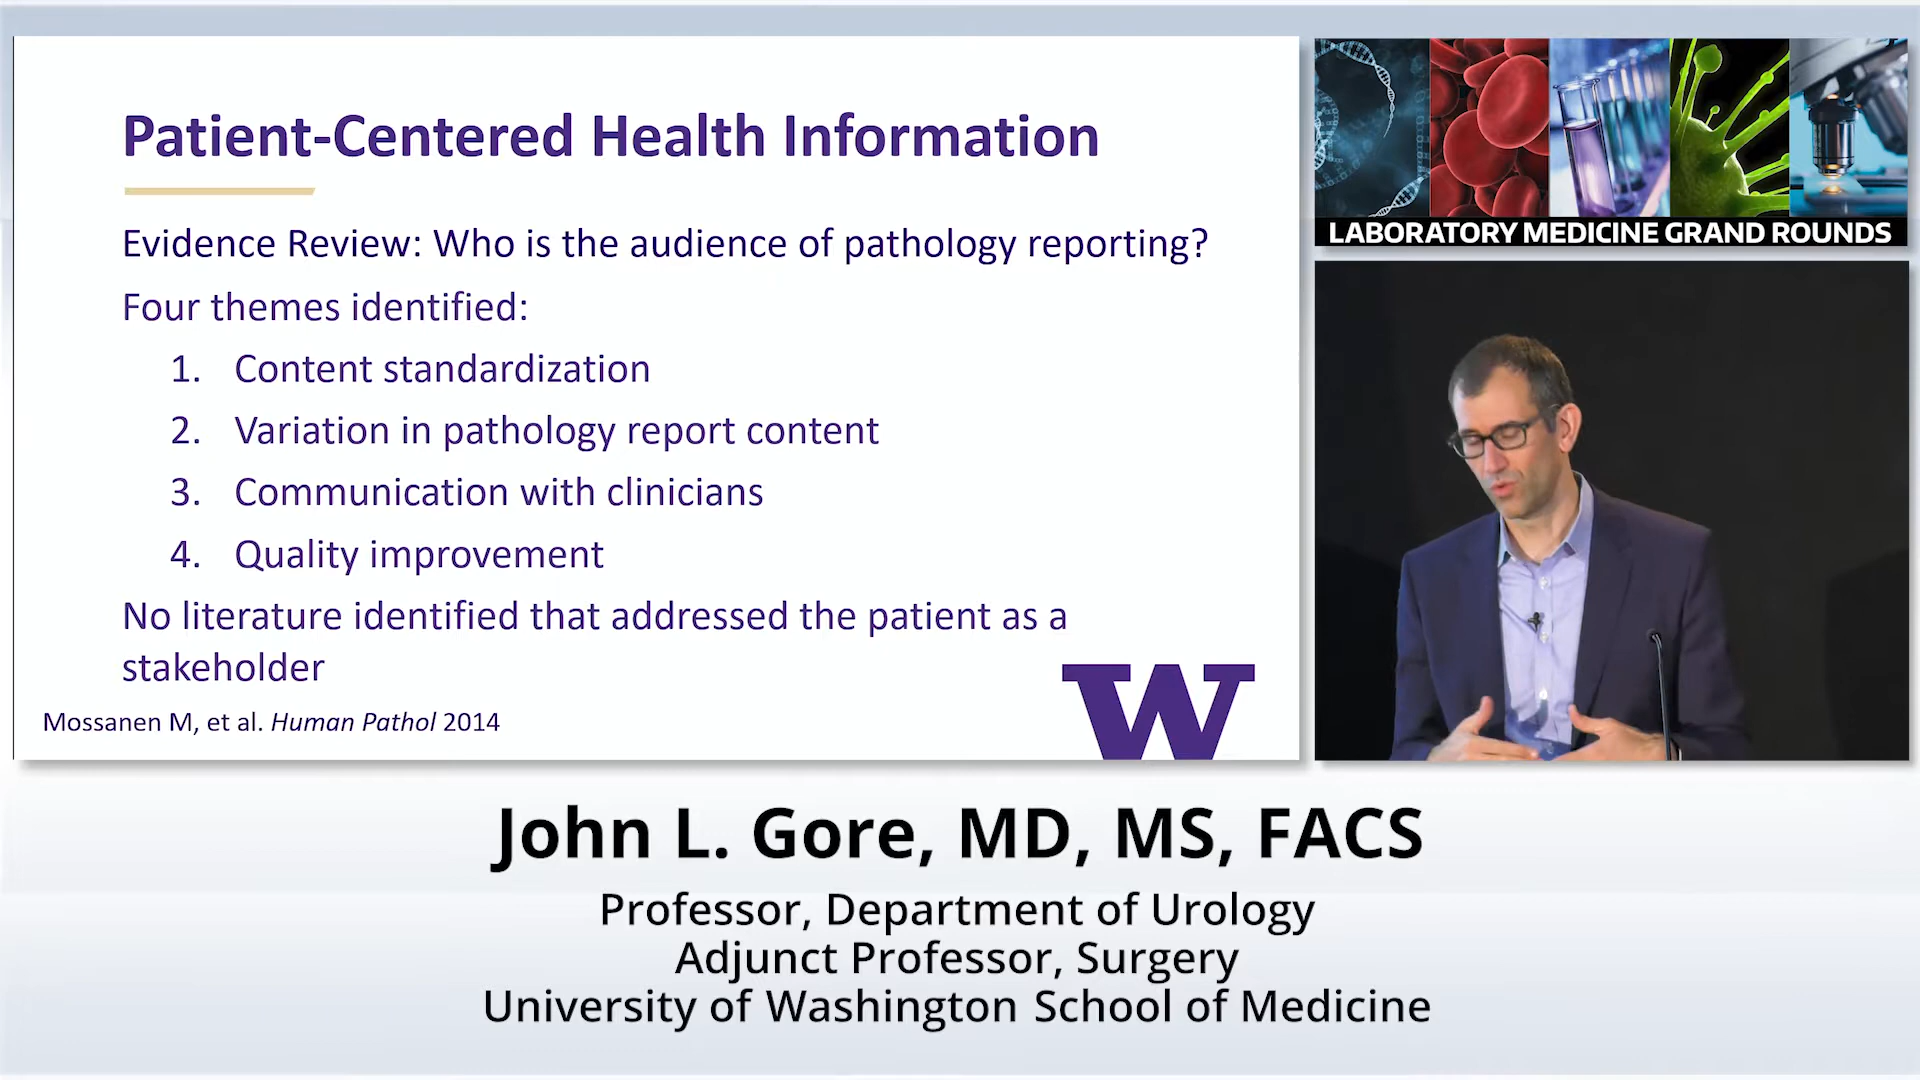 Patient-Centered Health Information
Evidence Review: Who is the audience of pathology reporting?
Four themes identified:
1. Content standardization
2. Variation in pathology report content
3. Communication with clinicians
4. Quality improvement
No literature identified that addressed the patient as a
stakeholder
Mossanen M, et al. Human Pathol 2014
W
LABORATORY MEDICINE GRAND ROUNDS
John L. Gore, MD, MS, FACS
Professor, Department of Urology
Adjunct Professor, Surgery
University of Washington School of Medicine